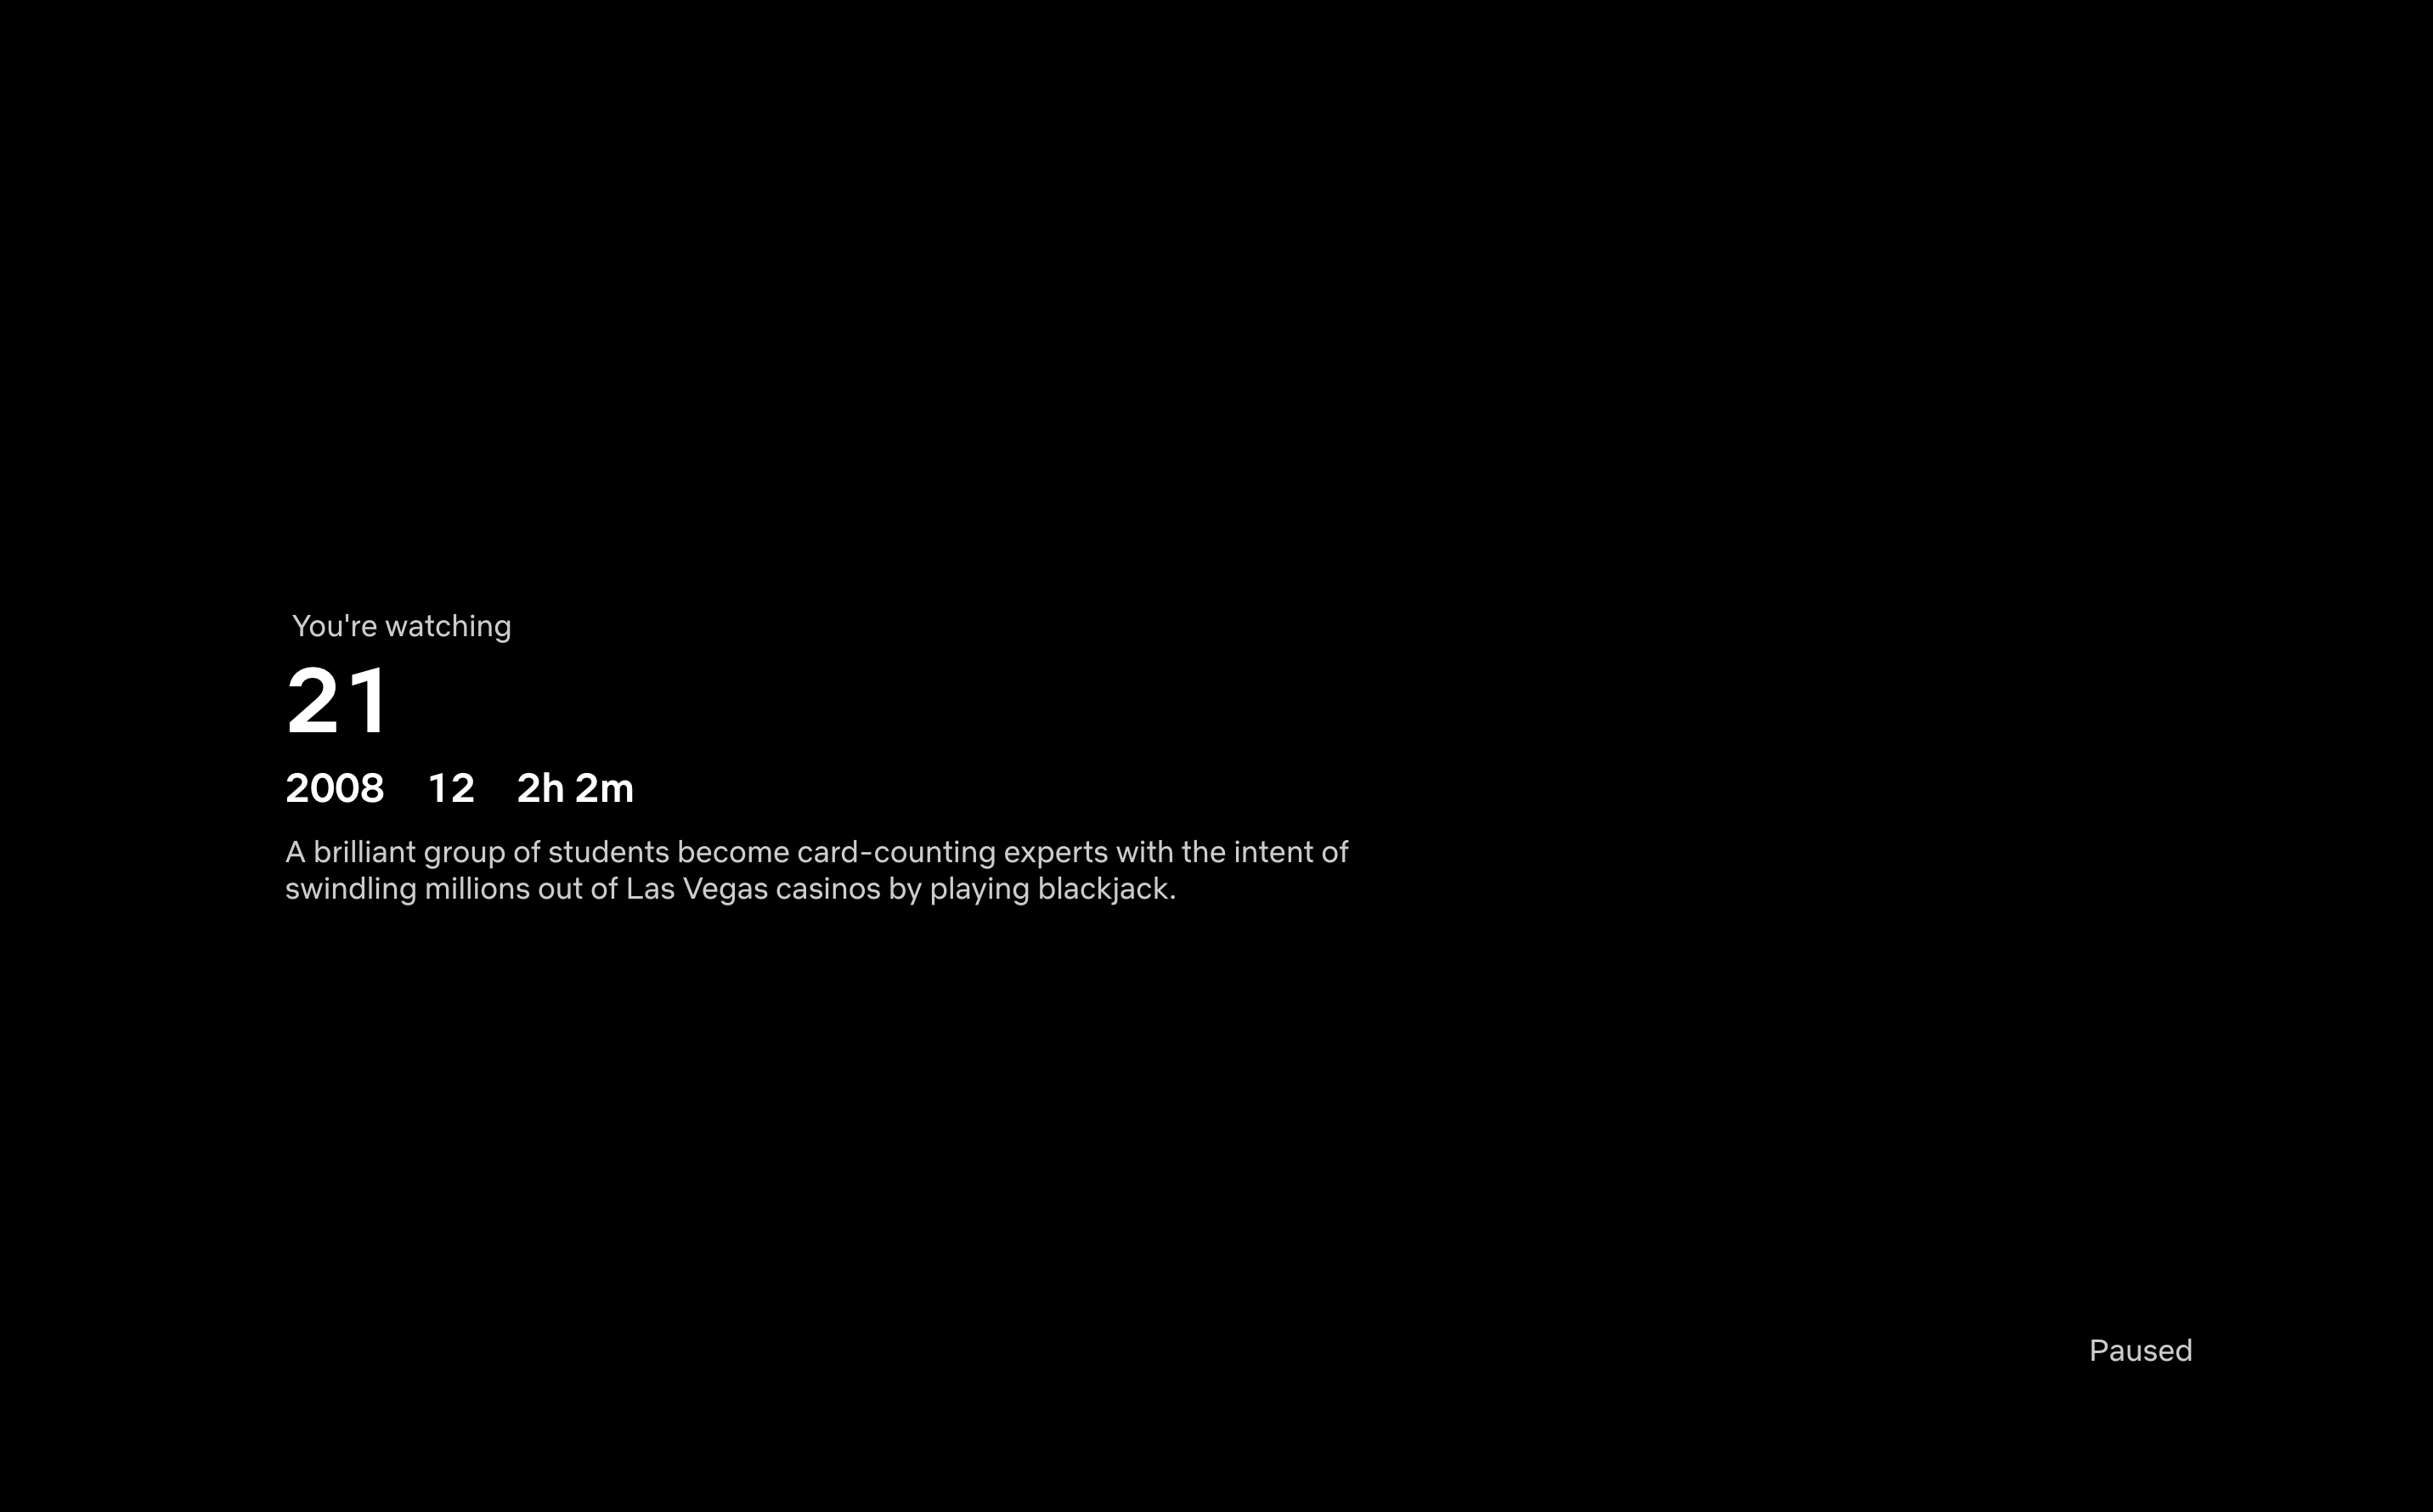 You're watching
21
2008 12 2h 2m
A brilliant group of students become card-counting experts with the intent of
swindling millions out of Las Vegas casinos by playing blackjack.
Paused